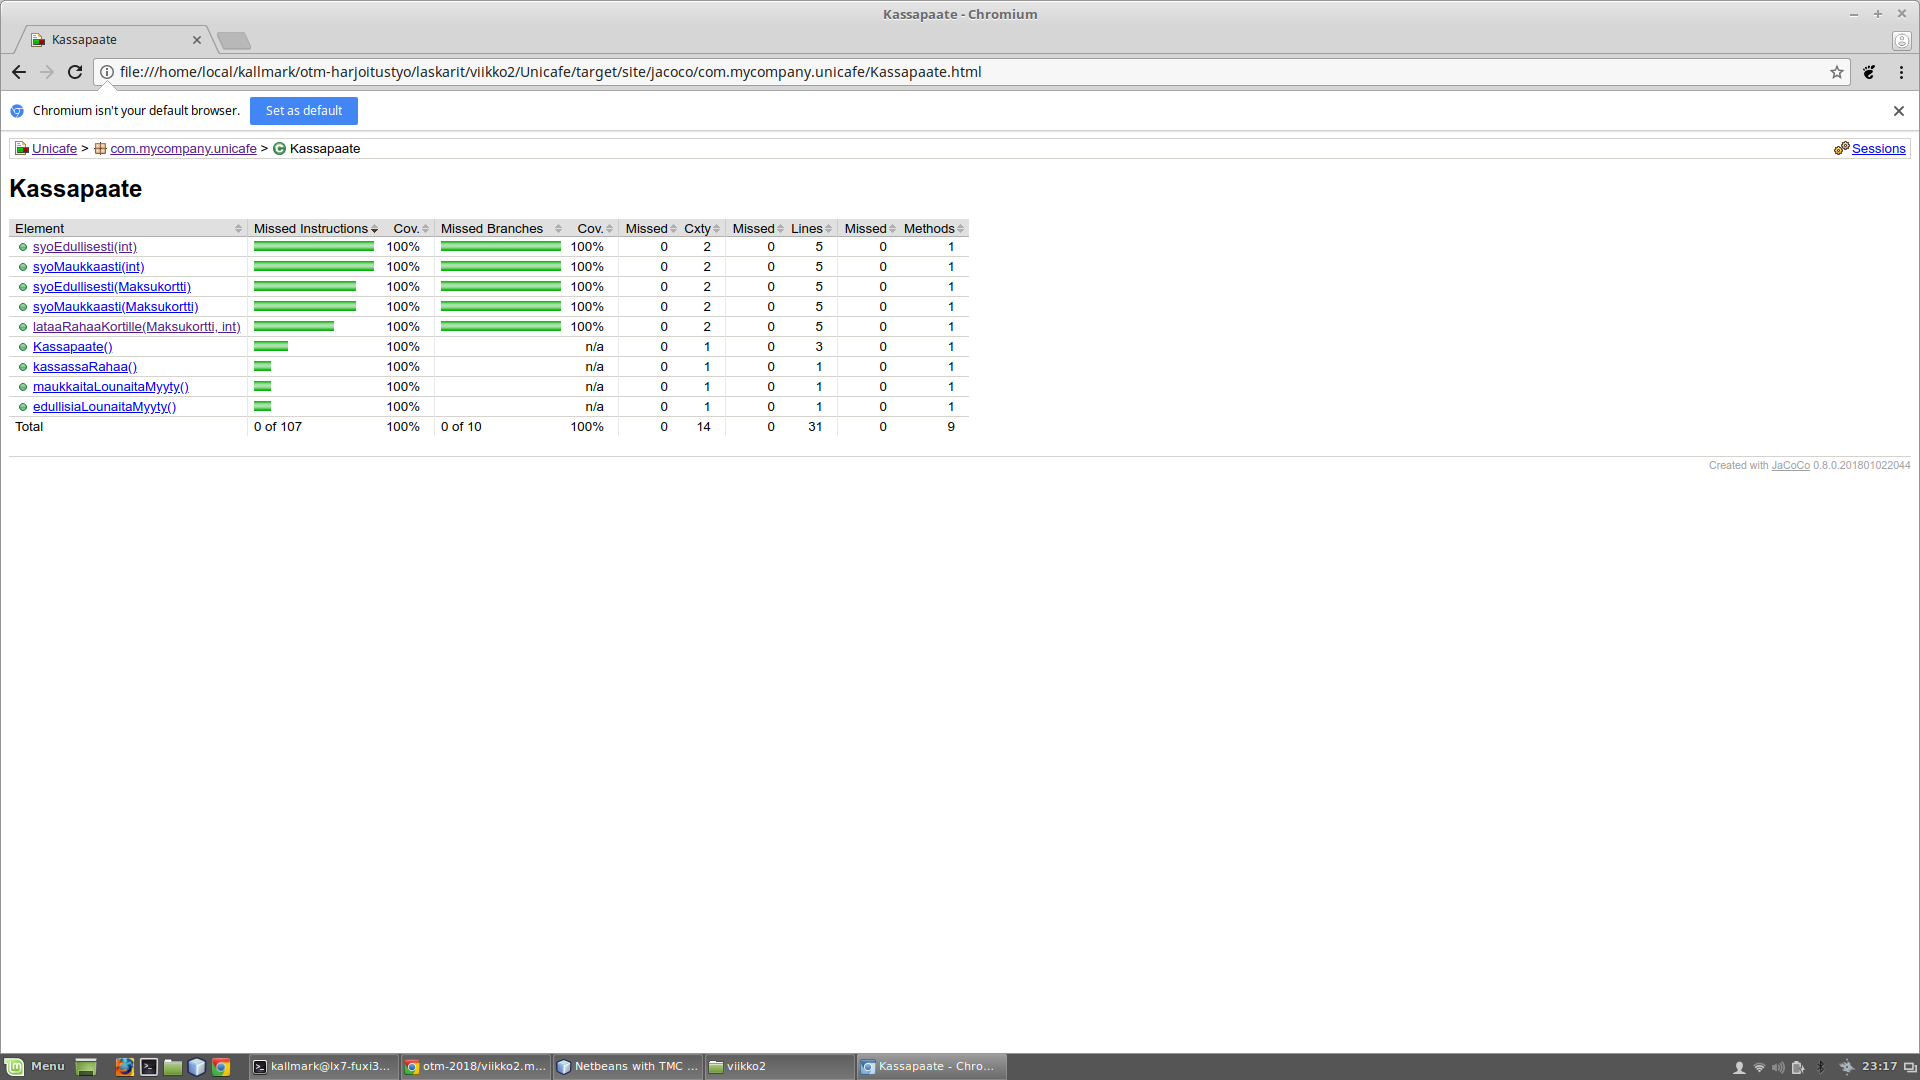 Kassapaate - Chromium
Kassapaate
file:///home/local/kallmark/otm-harjoitustyo/laskarit/viikko2/Unicafe/target/site/jacoco/com.mycompany.unicafe/Kassapaate.html
Chromium isn't your default browser. Set as default
Unicafe > com.mycompany.unicafe > Kassapaate Sessions
Kassapaate
Element Missed Instructions Cov. Missed Branches Cov. Missed Cxty Missed Lines Missed Methods
syoEdullisesti(int) 100% 100% 0 2 0 5 0 1
syoMaukkaasti(int) 100% 100% 0 2 0 5 0 1
syoEdullisesti(Maksukortti) 100% 100% 0 2 0 5 0 1
syoMaukkaasti(Maksukortti) 100% 100% 0 2 0 5 0 1
lataaRahaaKortille(Maksukortti, int) 100% 100% 0 2 0 5 0 1
Kassapaate() 100% n/a 0 1 0 3 0 1
kassassaRahaa() 100% n/a 0 1 0 1 0 1
maukkaitaLounaitaMyyty() 100% n/a 0 1 0 1 0 1
edullisiaLounaitaMyyty() 100% n/a 0 1 0 1 0 1
Total 0 of 107 100% 0 of 10 100% 0 14 0 31 0 9
Created with JaCoCo 0.8.0.201801022044
Menu kallmark@lx7-fuxi3... otm-2018/viikko2.m... Netbeans with TMC ... viikko2 Kassapaate - Chro... 23:17